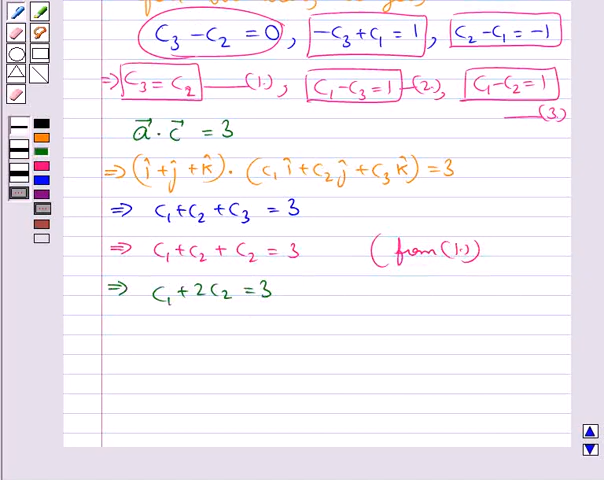 C₃ - C₂ = 0, -C₃ + C₁ = 1, C₂ - C₁ = -1
⇒ C₃ = C₂ —(1.), C₁ - C₃ = 1 —(2.), C₁ - C₂ = 1
—(3.)
a⃗ · c⃗ = 3
⇒ (î + ĵ + k̂) · (C₁ î + C₂ ĵ + C₃ k̂) = 3
⇒ C₁ + C₂ + C₃ = 3
⇒ C₁ + C₂ + C₂ = 3 (from (1.))
⇒ C₁ + 2C₂ = 3